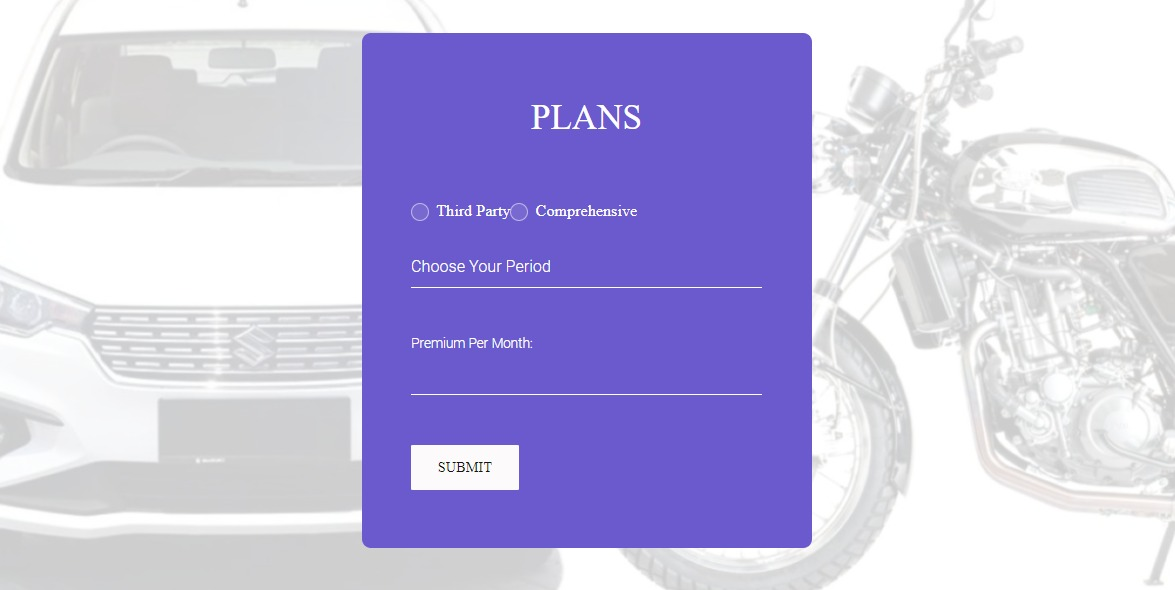 PLANS
Third Party Comprehensive
Choose Your Period
Premium Per Month:
SUBMIT